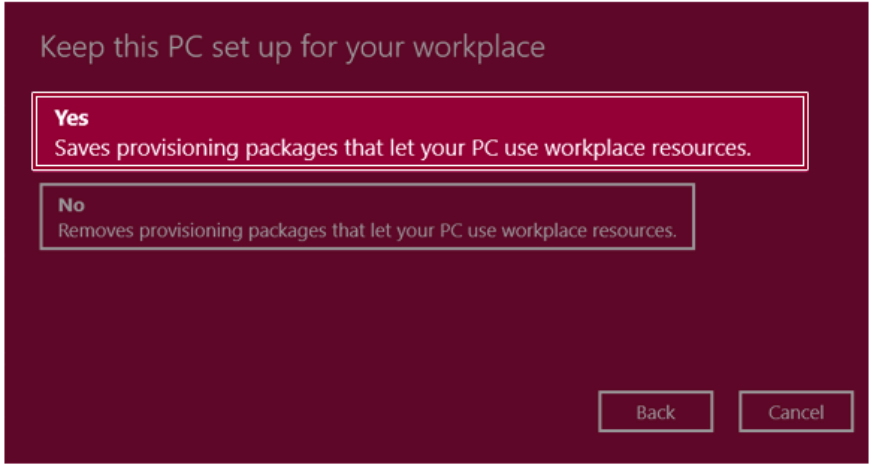 Keep this PC set up for your workplace
Yes
Saves provisioning packages that let your PC use workplace resources.
No
Removes provisioning packages that let your PC use workplace resources.
Back Cancel